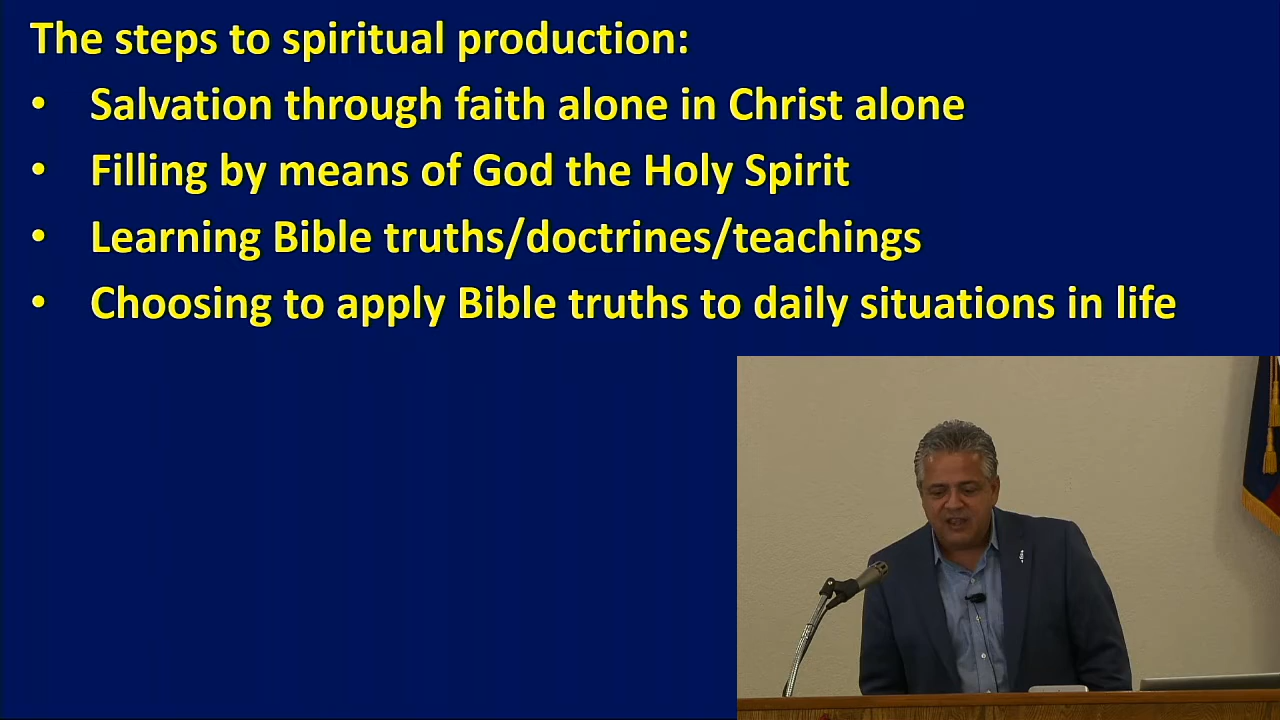 The steps to spiritual production:
• Salvation through faith alone in Christ alone
• Filling by means of God the Holy Spirit
• Learning Bible truths/doctrines/teachings
• Choosing to apply Bible truths to daily situations in life